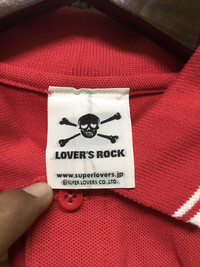 LOVER'S ROCK
www.superlovers.jp
©SUPER LOVERS CO.,LTD.